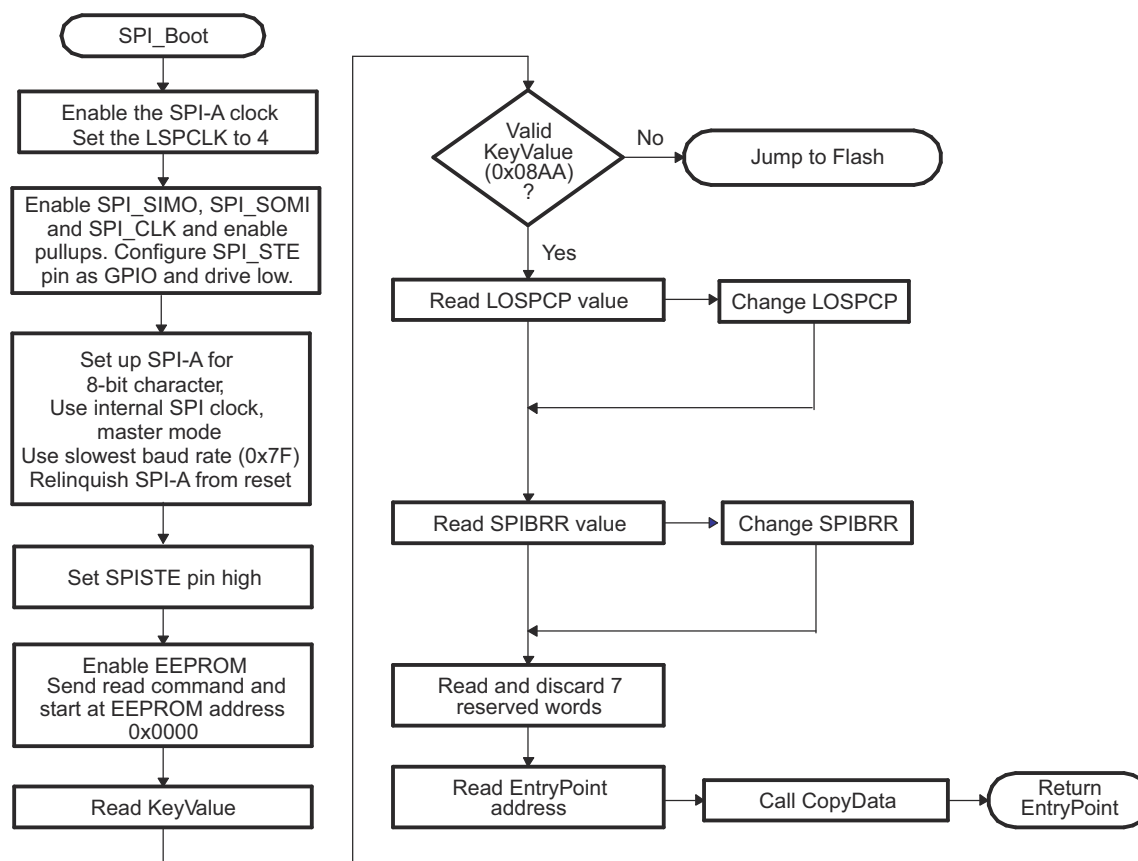 SPI_Boot
Enable the SPI-A clock
Set the LSPCLK to 4
Enable SPI_SIMO, SPI_SOMI
and SPI_CLK and enable
pullups. Configure SPI_STE
pin as GPIO and drive low.
Set up SPI-A for
8-bit character,
Use internal SPI clock,
master mode
Use slowest baud rate (0x7F)
Relinquish SPI-A from reset
Set SPISTE pin high
Enable EEPROM
Send read command and
start at EEPROM address
0x0000
Read KeyValue
Valid
KeyValue
(0x08AA)
?
No
Jump to Flash
Yes
Read LOSPCP value
Change LOSPCP
Read SPIBRR value
Change SPIBRR
Read and discard 7
reserved words
Read EntryPoint
address
Call CopyData
Return
EntryPoint